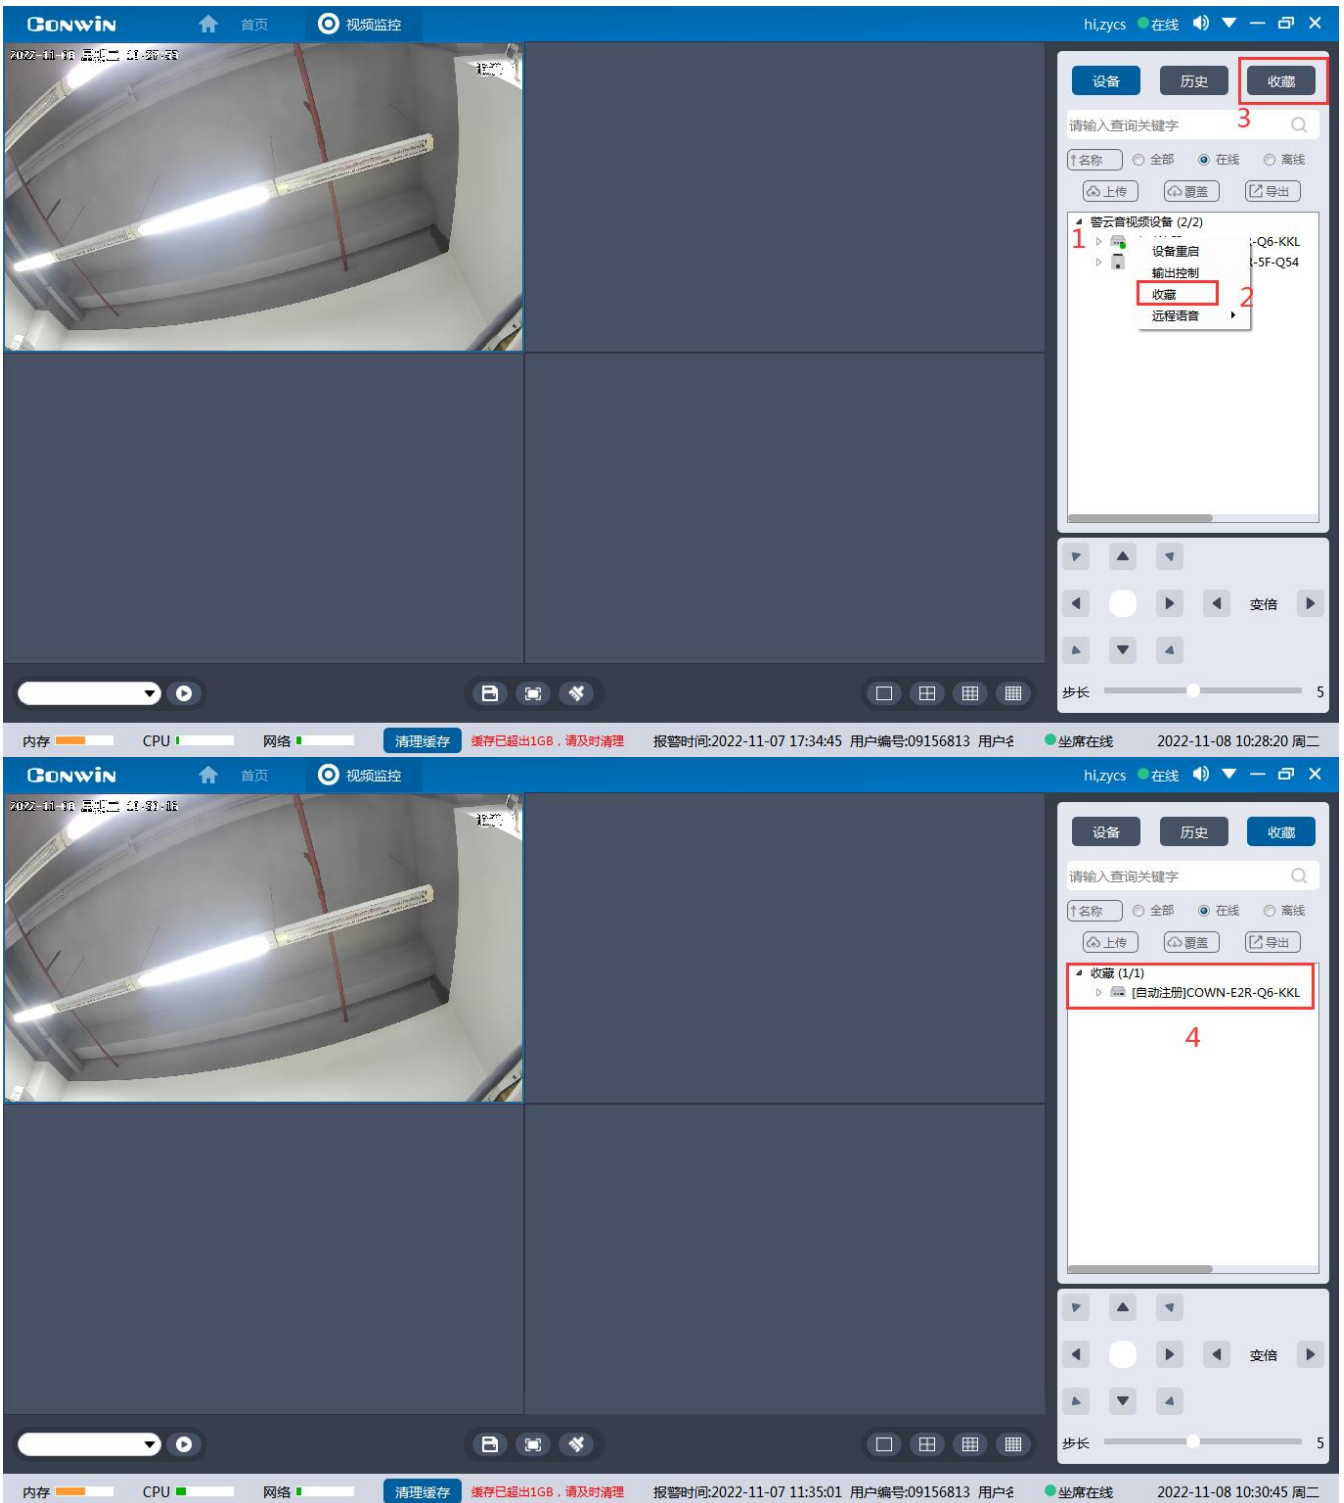 CONWIN 首页 视频监控 hi,zycs 在线
设备 历史 收藏
3
请输入查询关键字
↑名称 全部 在线 离线
上传 覆盖 导出
警云音视频设备 (2/2)
1
-Q6-KKL
设备重启
-5F-Q54
输出控制
收藏
2
远程语音
变倍
步长 5
内存 CPU 网络 清理缓存 缓存已超出1GB，请及时清理 报警时间:2022-11-07 17:34:45 用户编号:09156813 用户名 坐席在线 2022-11-08 10:28:20 周二
CONWIN 首页 视频监控 hi,zycs 在线
设备 历史 收藏
请输入查询关键字
↑名称 全部 在线 离线
上传 覆盖 导出
收藏 (1/1)
[自动注册]COWN-E2R-Q6-KKL
4
变倍
步长 5
内存 CPU 网络 清理缓存 缓存已超出1GB，请及时清理 报警时间:2022-11-07 11:35:01 用户编号:09156813 用户名 坐席在线 2022-11-08 10:30:45 周二